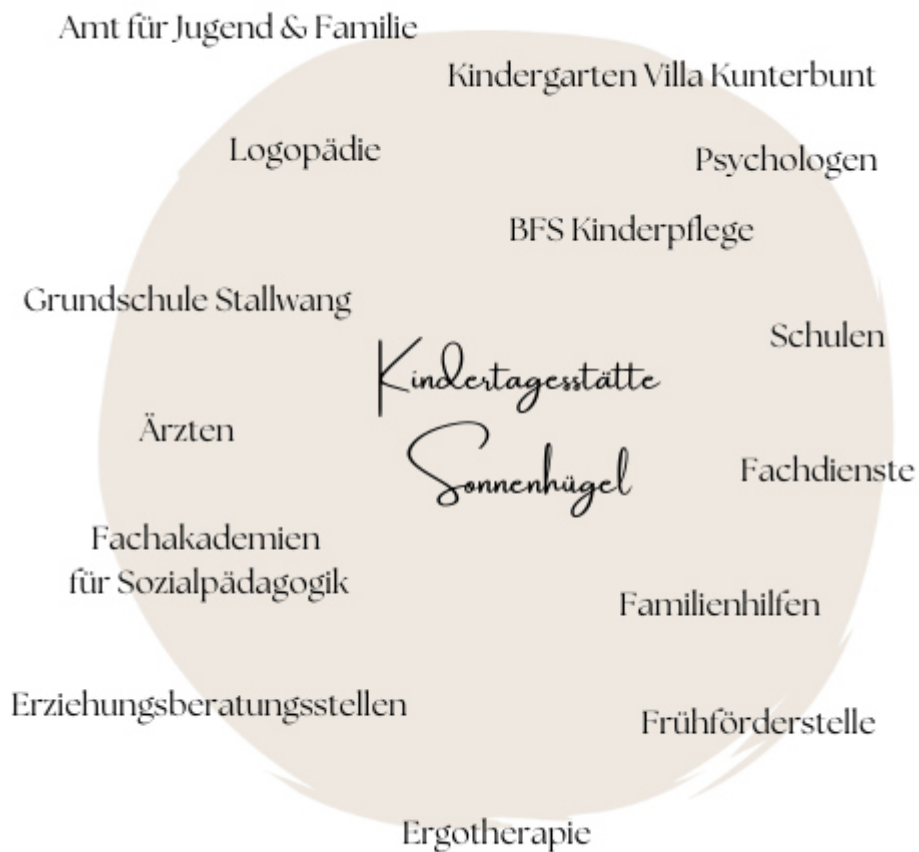 Amt für Jugend & Familie
Kindergarten Villa Kunterbunt
Logopädie
Psychologen
BFS Kinderpflege
Grundschule Stallwang
Schulen
Kindertagesstätte
Sonnenhügel
Ärzten
Fachdienste
Fachakademien
für Sozialpädagogik
Familienhilfen
Erziehungsberatungsstellen
Frühförderstelle
Ergotherapie